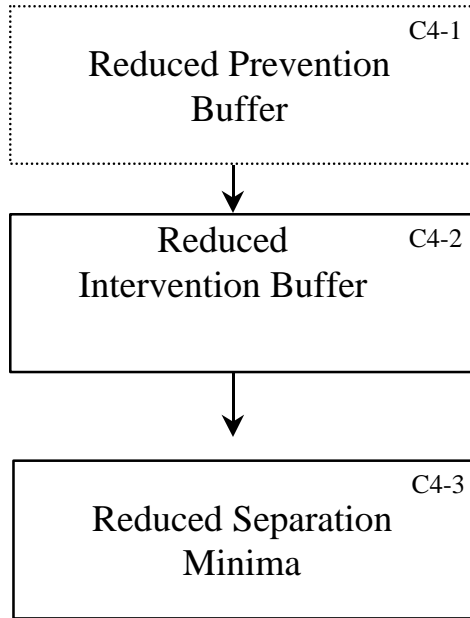 C4-1
Reduced Prevention
Buffer
Reduced
C4-2
Intervention Buffer
C4-3
Reduced Separation
Minima